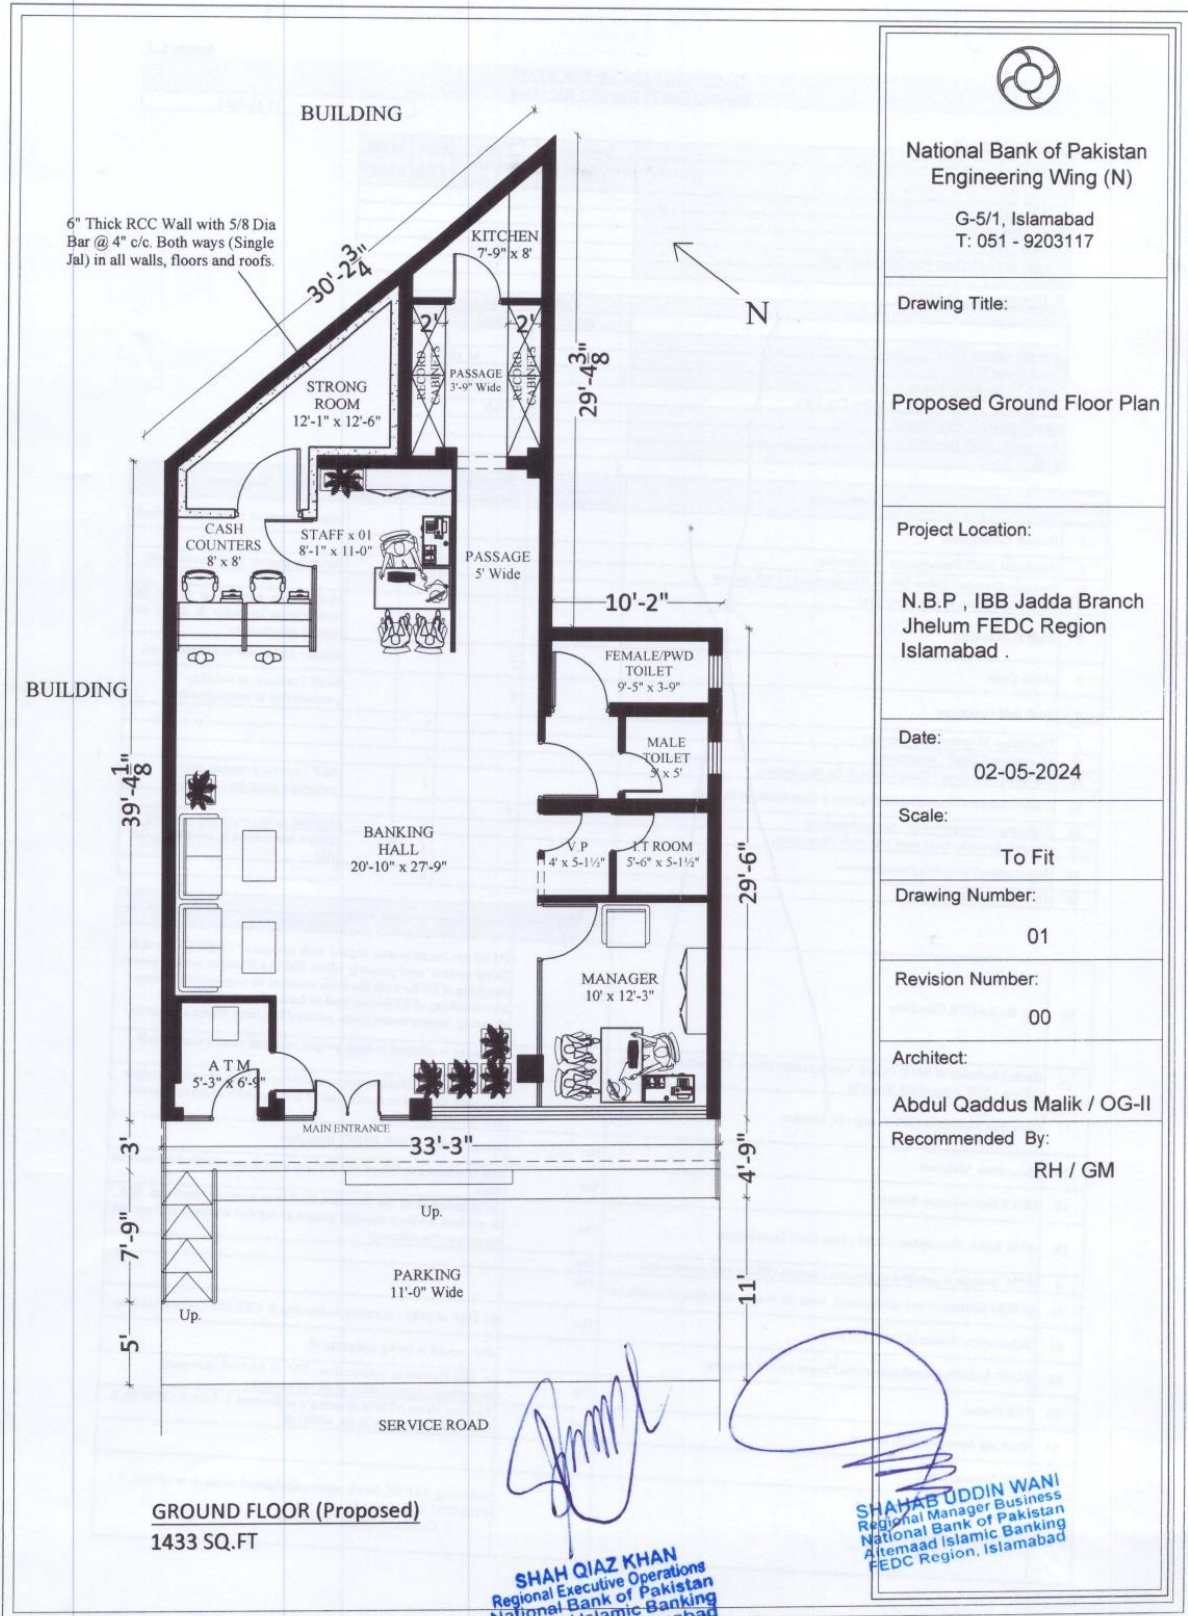 BUILDING
6" Thick RCC Wall with 5/8 Dia
Bar @ 4" c/c. Both ways (Single
Jal) in all walls, floors and roofs.
30'-2 3/4"
KITCHEN
7'-9" x 8'
N
2'
2'
RECORD
CABINETS
PASSAGE
3'-9" Wide
RECORD
CABINETS
29'-4 3/8"
STRONG
ROOM
12'-1" x 12'-6"
CASH
COUNTERS
8' x 8'
STAFF x 01
8'-1" x 11-0"
PASSAGE
5' Wide
10'-2"
FEMALE/PWD
TOILET
9'-5" x 3-9"
BUILDING
MALE
TOILET
5' x 5'
39'-4 1/8"
BANKING
HALL
20'-10" x 27'-9"
V.P
4' x 5-1½"
I.T ROOM
5'-6" x 5-1½"
29'-6"
MANAGER
10' x 12'-3"
A T M
5'-3" x 6'-9"
MAIN ENTRANCE
3'
33'-3"
4'-9"
Up.
7'-9"
PARKING
11'-0" Wide
11'
Up.
5'
SERVICE ROAD
GROUND FLOOR (Proposed)
1433 SQ.FT
SHAH QIAZ KHAN
Regional Executive Operations
National Bank of Pakistan
Islamic Banking
SHAHAB UDDIN WANI
Regional Manager Business
National Bank of Pakistan
Aitemaad Islamic Banking
FEDC Region, Islamabad
National Bank of Pakistan
Engineering Wing (N)
G-5/1, Islamabad
T: 051 - 9203117
Drawing Title:
Proposed Ground Floor Plan
Project Location:
N.B.P , IBB Jadda Branch
Jhelum FEDC Region
Islamabad .
Date:
02-05-2024
Scale:
To Fit
Drawing Number:
01
Revision Number:
00
Architect:
Abdul Qaddus Malik / OG-II
Recommended By:
RH / GM